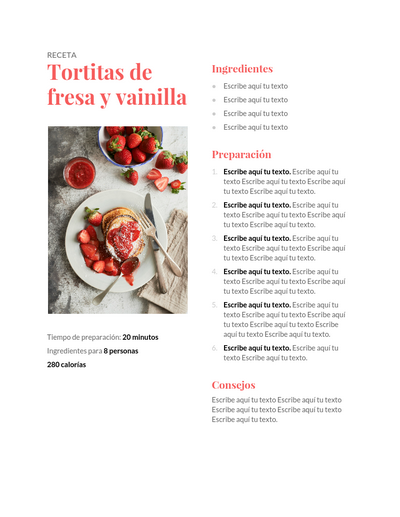 RECETA
Tortitas de
fresa y vainilla
Tiempo de preparación: 20 minutos
Ingredientes para 8 personas
280 calorías
Ingredientes
» Escribe aquí tu texto
» Escribe aquí tu texto
» Escribe aquí tu texto
» Escribe aquí tu texto
Preparación
1. Escribe aquí tu texto. Escribe aquí tu
texto Escribe aquí tu texto Escribe aquí
tu texto Escribe aquí tu texto.
2. Escribe aquí tu texto. Escribe aquí tu
texto Escribe aquí tu texto Escribe aquí
tu texto Escribe aquí tu texto.
3. Escribe aquí tu texto. Escribe aquí tu
texto Escribe aquí tu texto Escribe aquí
tu texto Escribe aquí tu texto.
4. Escribe aquí tu texto. Escribe aquí tu
texto Escribe aquí tu texto Escribe aquí
tu texto Escribe aquí tu texto.
5. Escribe aquí tu texto. Escribe aquí tu
texto Escribe aquí tu texto Escribe aquí
tu texto Escribe aquí tu texto Escribe
aquí tu texto Escribe aquí tu texto.
6. Escribe aquí tu texto. Escribe aquí tu
texto Escribe aquí tu texto.
Consejos
Escribe aquí tu texto Escribe aquí tu texto
Escribe aquí tu texto Escribe aquí tu texto
Escribe aquí tu texto.